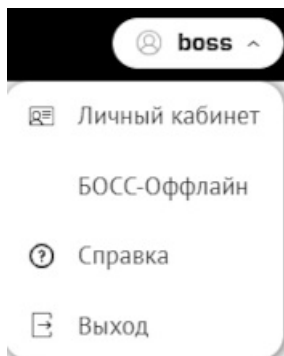 boss
Личный кабинет
БОСС-Оффлайн
Справка
Выход